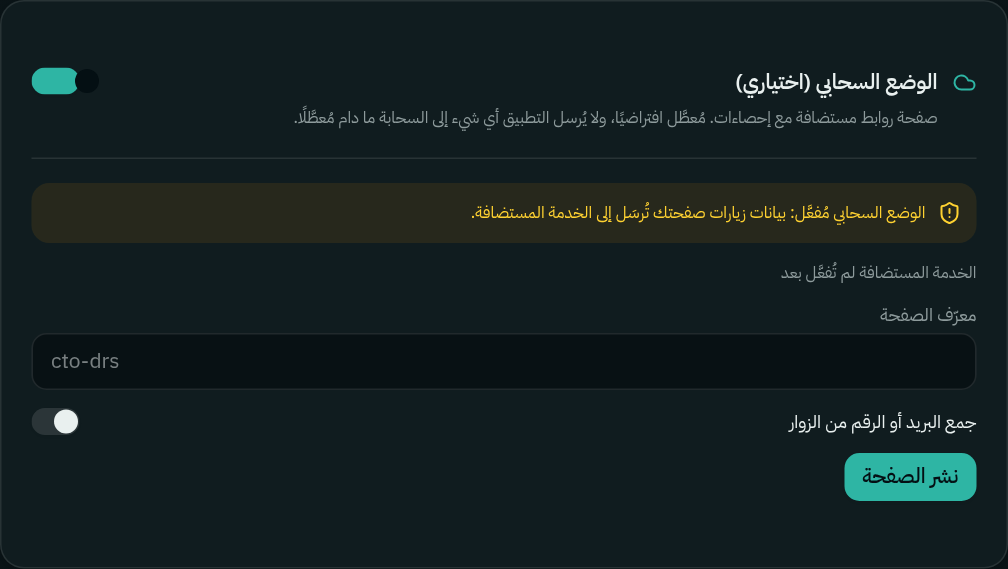 الوضع السحابي (اختياري)
صفحة روابط مستضافة مع إحصاءات. مُعطَّل افتراضيًا، ولا يُرسل التطبيق أي شيء إلى السحابة ما دام مُعطَّلًا.
الوضع السحابي مُفعَّل: بيانات زيارات صفحتك تُرسَل إلى الخدمة المستضافة.
الخدمة المستضافة لم تُفعَّل بعد
معرّف الصفحة
cto-drs
جمع البريد أو الرقم من الزوار
نشر الصفحة